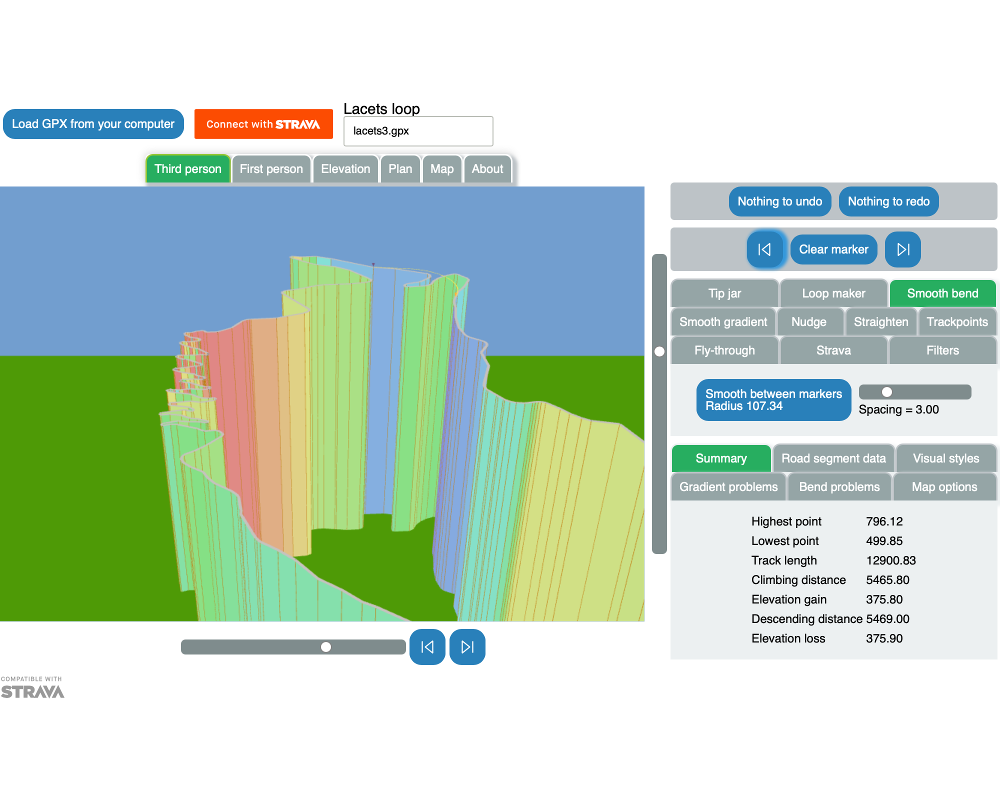 Lacets loop
Load GPX from your computer
Connect with STRAVA
lacets3.gpx
Third person
First person
Elevation
Plan
Map
About
Nothing to undo
Nothing to redo
Clear marker
Tip jar
Loop maker
Smooth bend
Smooth gradient
Nudge
Straighten
Trackpoints
Fly-through
Strava
Filters
Smooth between markers
Radius 107.34
Spacing = 3.00
Summary
Road segment data
Visual styles
Gradient problems
Bend problems
Map options
Highest point 796.12
Lowest point 499.85
Track length 12900.83
Climbing distance 5465.80
Elevation gain 375.80
Descending distance 5469.00
Elevation loss 375.90
COMPATIBLE WITH
STRAVA